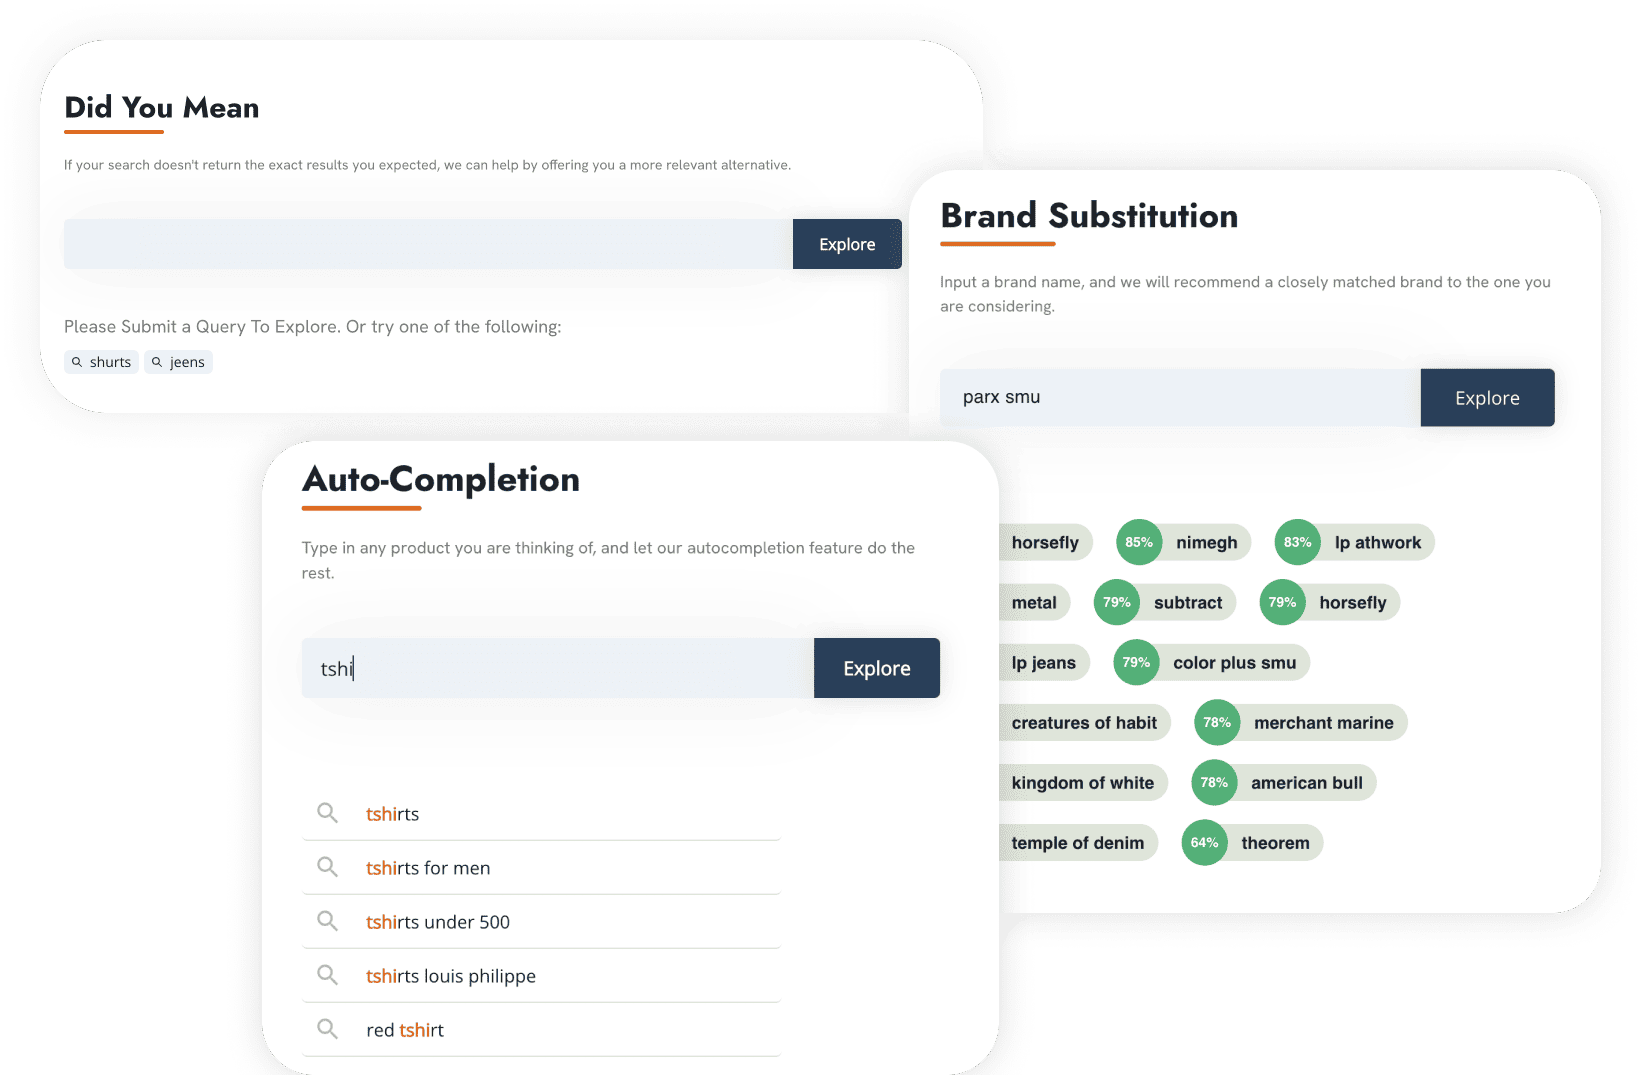 Did You Mean
If your search doesn't return the exact results you expected, we can help by offering you a more relevant alternative.
Explore
Please Submit a Query To Explore. Or try one of the following:
shurts jeens
Brand Substitution
Input a brand name, and we will recommend a closely matched brand to the one you
are considering.
parx smu Explore
horsefly 85% nimegh 83% lp athwork
metal 79% subtract 79% horsefly
lp jeans 79% color plus smu
creatures of habit 78% merchant marine
kingdom of white 78% american bull
temple of denim 64% theorem
Auto-Completion
Type in any product you are thinking of, and let our autocompletion feature do the
rest.
tshi Explore
tshirts
tshirts for men
tshirts under 500
tshirts louis philippe
red tshirt